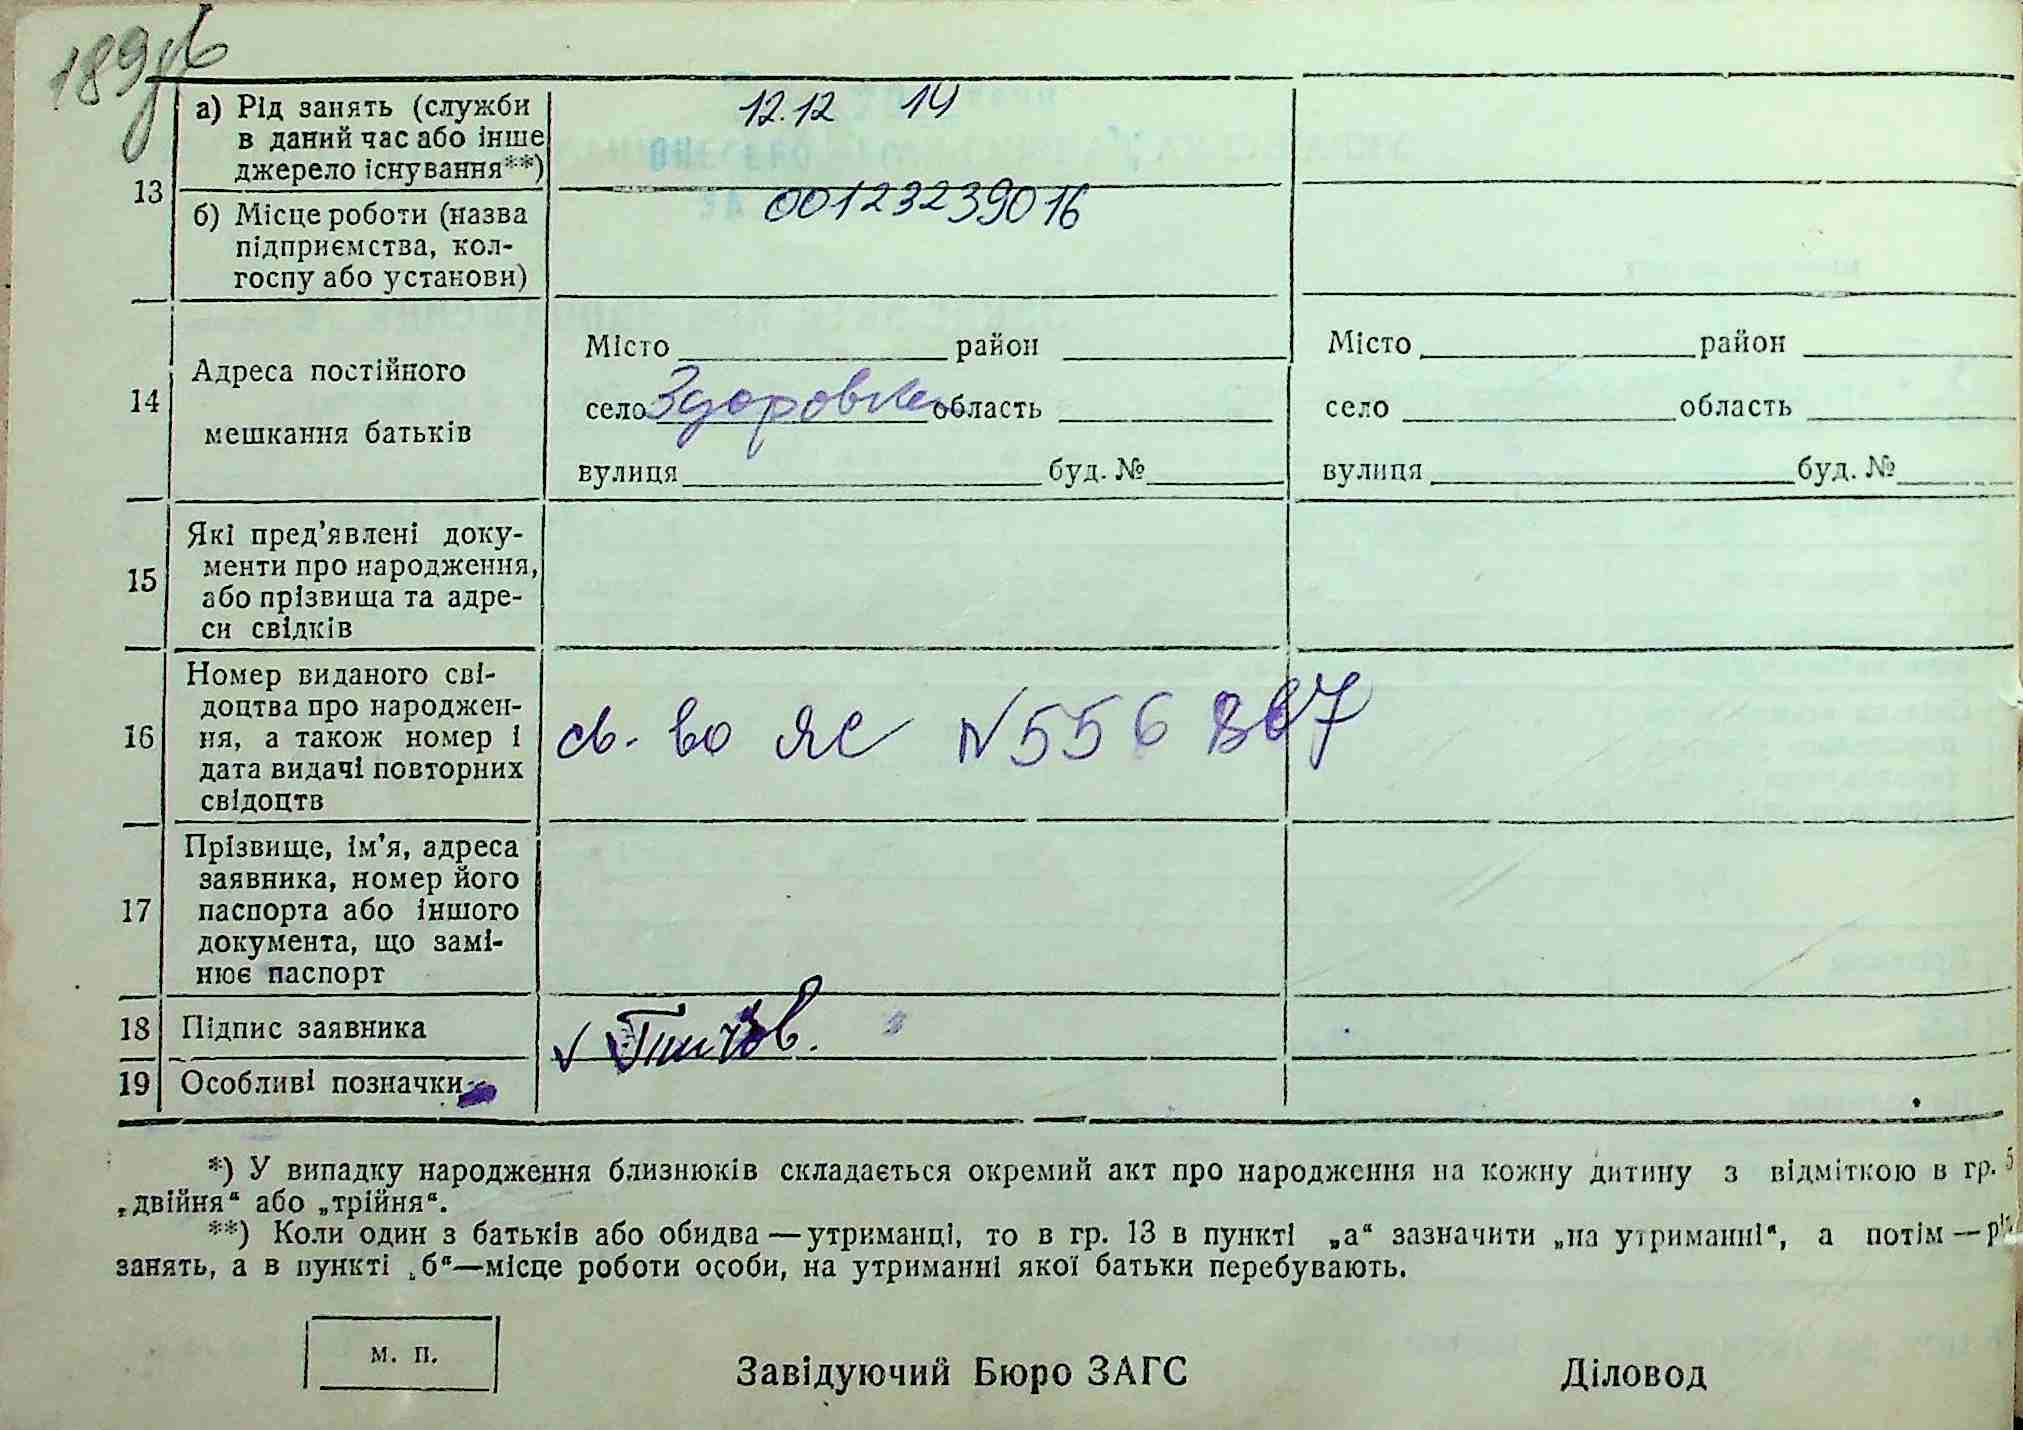 а) Рід занять (служби
в даний час або інше
джерело існування**)
12.12 14
13
б) Місце роботи (назва
підприємства, кол-
госпу або установи)
001232239016
14
Адреса постійного
мешкання батьків
Місто район
село область
вулиця буд. №
Місто район
село область
вулиця буд. №
15
Які пред’явлені доку-
менти про народження,
або прізвища та адре-
си свідків
16
Номер виданого сві-
доцтва про народжен-
ня, а також номер і
дата видачі повторних
свідоцтв
св-во ЯС N 556
17
Прізвище, ім’я, адреса
заявника, номер його
паспорта або іншого
документа, що замі-
нює паспорт
18 Підпис заявника
19 Особливі позначки
*) У випадку народження близнюків складається окремий акт про народження на кожну дитину з відміткою в гр. 5
„двійня“ або „трійня“.
**) Коли один з батьків або обидва — утриманці, то в гр. 13 в пункті „а“ зазначити „на утриманні“, а потім —
занять, а в пункті „б“—місце роботи особи, на утриманні якої батьки перебувають.
м. п.
Завідуючий Бюро ЗАГС
Діловод